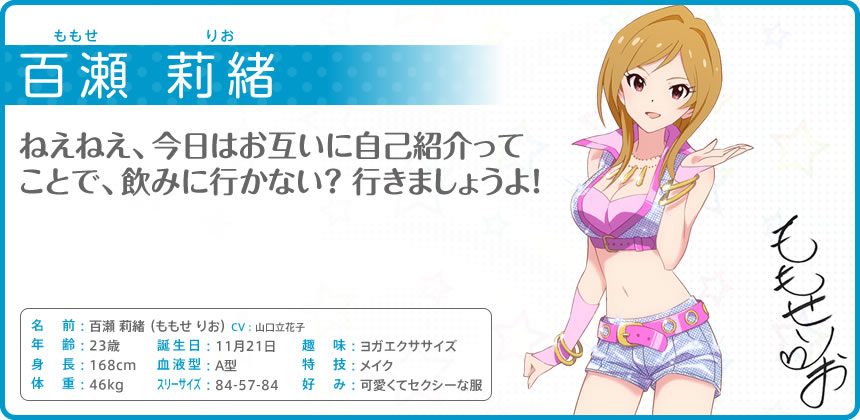 ももせ りお
百瀬 莉緒
ねえねえ、今日はお互いに自己紹介って
ことで、飲みに行かない? 行きましょうよ!
名 前 : 百瀬 莉緒 (ももせ りお) CV : 山口立花子
年 齢 : 23歳 誕生日 : 11月21日 趣 味 : ヨガエクササイズ
身 長 : 168cm 血液型 : A型 特 技 : メイク
体 重 : 46kg スリーサイズ : 84-57-84 好 み : 可愛くてセクシーな服
ももせりお